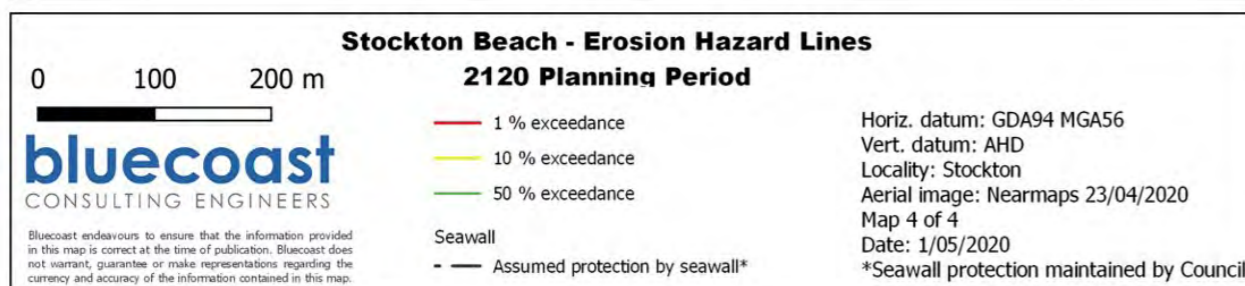 Stockton Beach - Erosion Hazard Lines
2120 Planning Period
0 100 200 m
bluecoast
CONSULTING ENGINEERS
Bluecoast endeavours to ensure that the information provided
in this map is correct at the time of publication. Bluecoast does
not warrant, guarantee or make representations regarding the
currency and accuracy of the information contained in this map.
1 % exceedance
10 % exceedance
50 % exceedance
Seawall
Assumed protection by seawall*
Horiz. datum: GDA94 MGA56
Vert. datum: AHD
Locality: Stockton
Aerial image: Nearmaps 23/04/2020
Map 4 of 4
Date: 1/05/2020
*Seawall protection maintained by Council